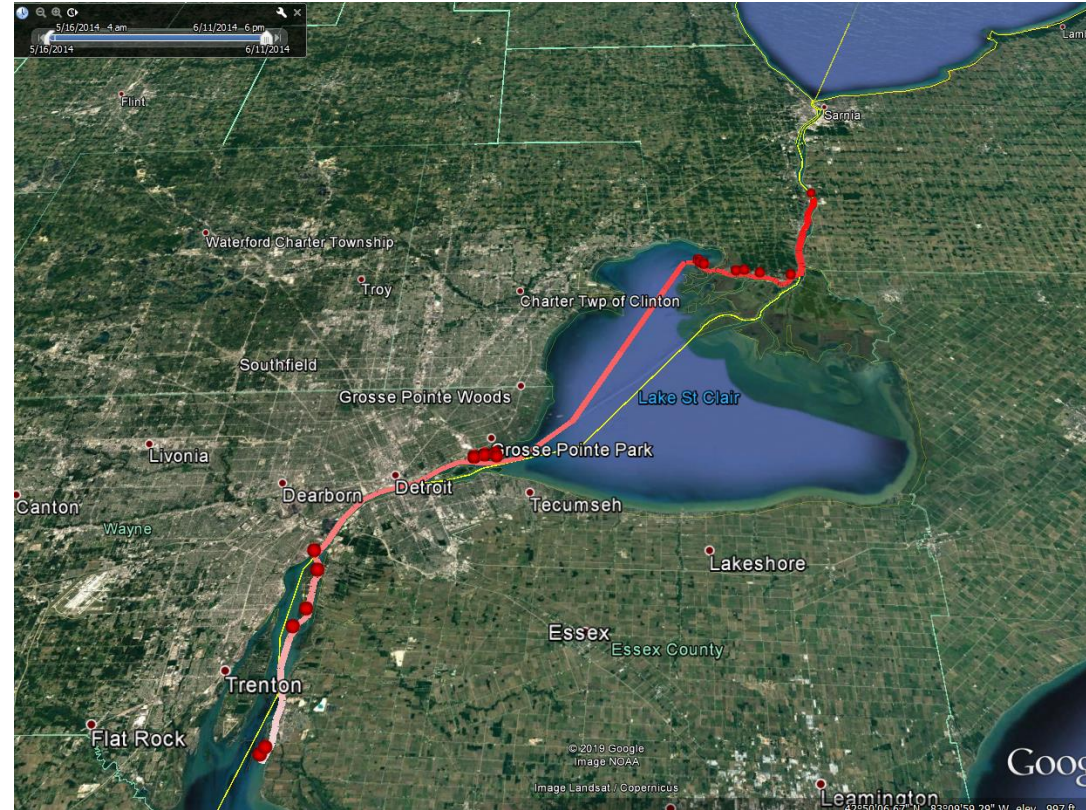 5/16/2014 4 am
6/11/2014 6 pm
5/16/2014
6/11/2014
Flint
Sarnia
Waterford Charter Township
Troy
Charter Twp of Clinton
Southfield
Grosse Pointe Woods
Lake St Clair
Livonia
Grosse Pointe Park
Canton
Dearborn
Detroit
Tecumseh
Wayne
Lakeshore
Essex
Essex County
Trenton
Flat Rock
© 2019 Google
Image NOAA
Image Landsat / Copernicus
Leamington